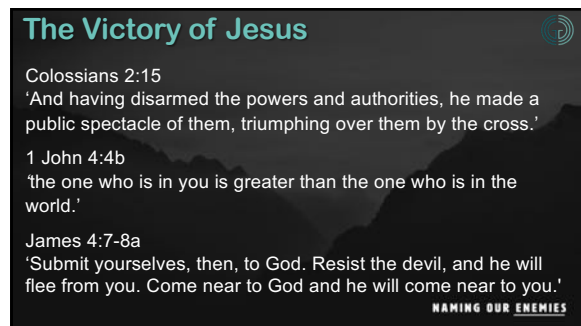 The Victory of Jesus
Colossians 2:15
‘And having disarmed the powers and authorities, he made a
public spectacle of them, triumphing over them by the cross.’
1 John 4:4b
‘the one who is in you is greater than the one who is in the
world.’
James 4:7-8a
‘Submit yourselves, then, to God. Resist the devil, and he will
flee from you. Come near to God and he will come near to you.'
NAMING OUR ENEMIES